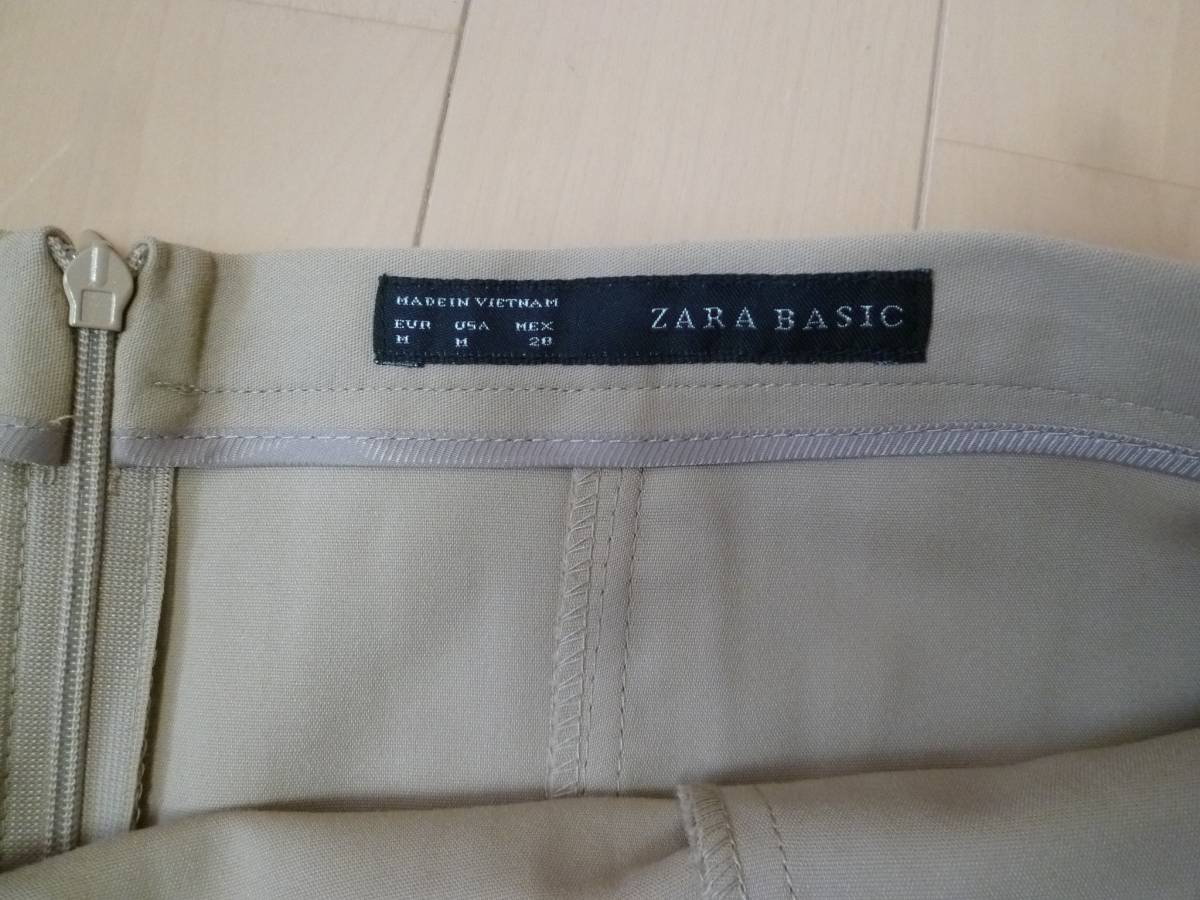 MADE IN VIETNAM
EUR USA MEX
M M 28
ZARA BASIC